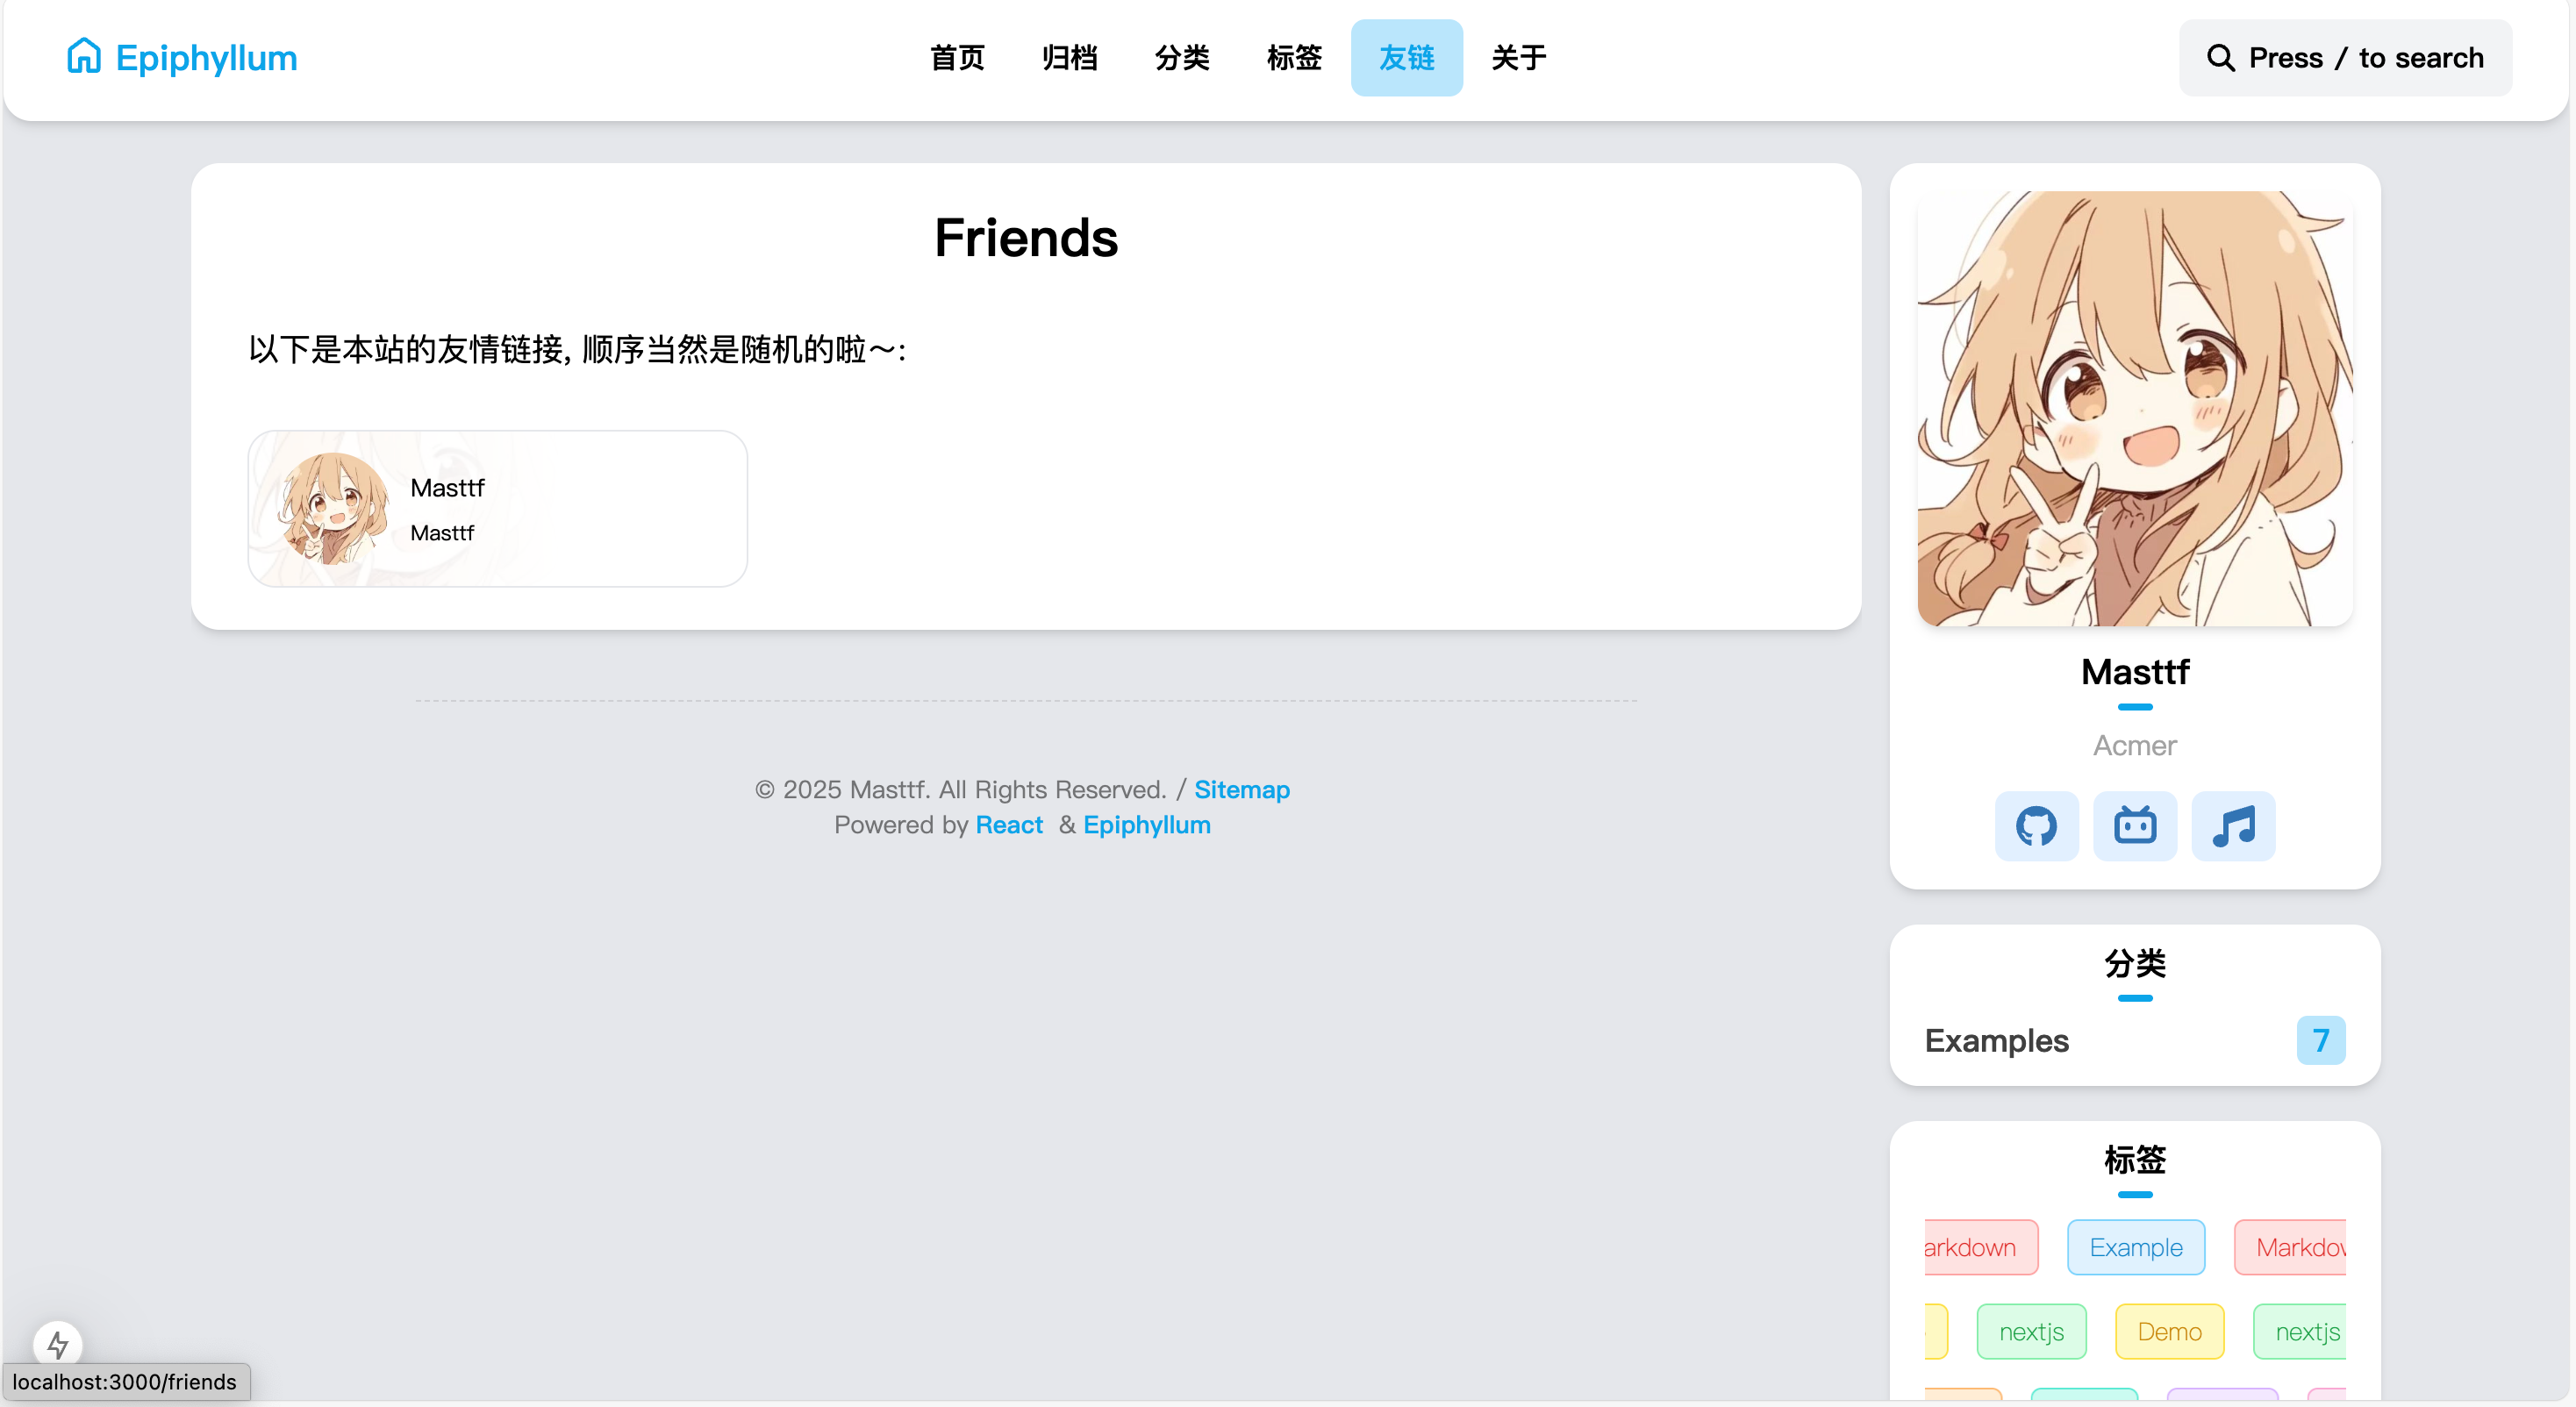 Epiphyllum
首页 归档 分类 标签 友链 关于
Press / to search
Friends
以下是本站的友情链接, 顺序当然是随机的啦～:
Masttf
Masttf
© 2025 Masttf. All Rights Reserved. / Sitemap
Powered by React & Epiphyllum
Masttf
Acmer
分类
Examples 7
标签
arkdown Example Markdov
nextjs Demo nextjs
localhost:3000/friends